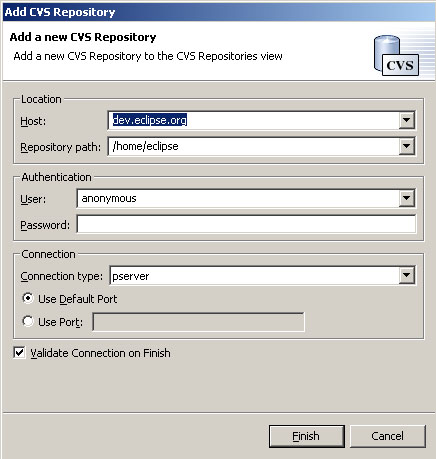 Add CVS Repository
Add a new CVS Repository
Add a new CVS Repository to the CVS Repositories view
CVS
Location
Host: dev.eclipse.org
Repository path: /home/eclipse
Authentication
User: anonymous
Password:
Connection
Connection type: pserver
Use Default Port
Use Port:
Validate Connection on Finish
Finish Cancel